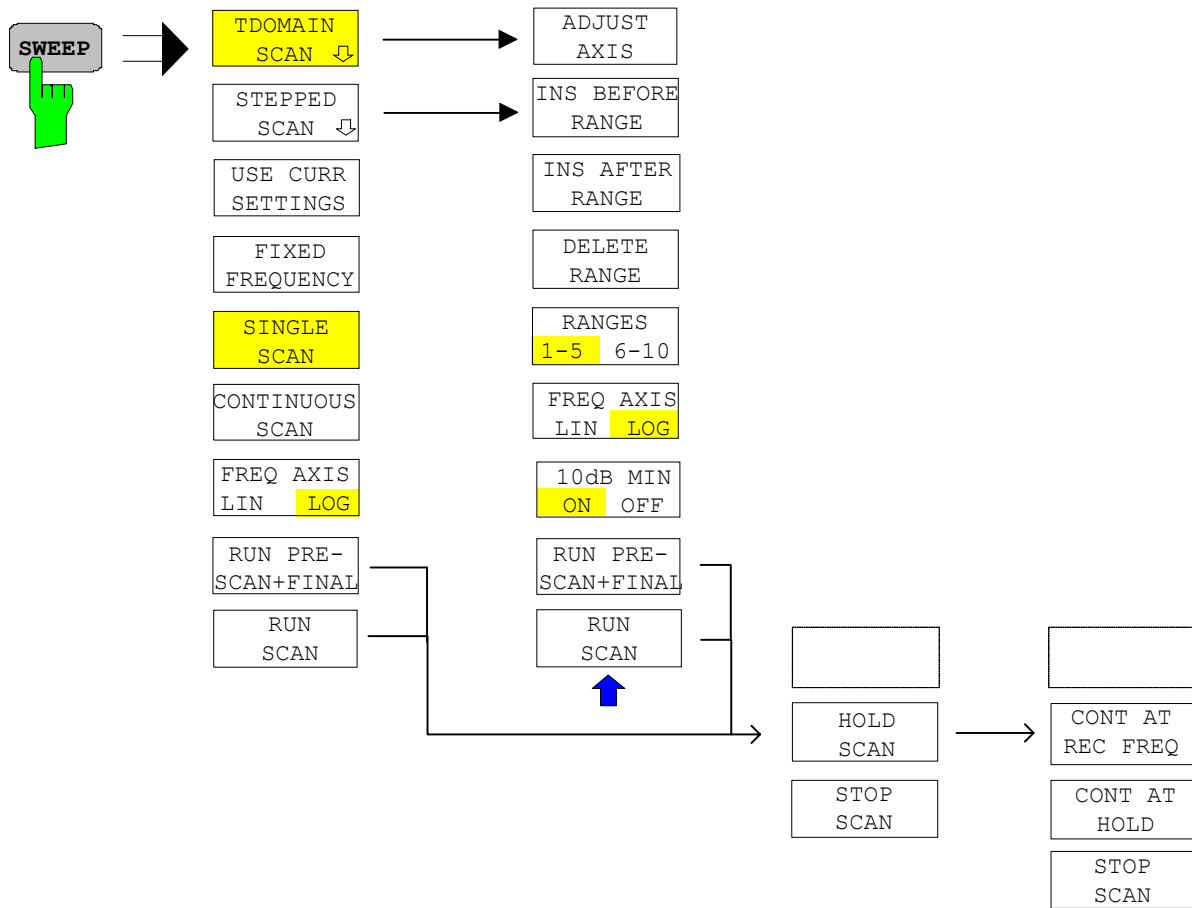 SWEEP
TDOMAIN
SCAN
STEPPED
SCAN
USE CURR
SETTINGS
FIXED
FREQUENCY
SINGLE
SCAN
CONTINUOUS
SCAN
FREQ AXIS
LIN LOG
RUN PRE-
SCAN+FINAL
RUN
SCAN
ADJUST
AXIS
INS BEFORE
RANGE
INS AFTER
RANGE
DELETE
RANGE
RANGES
1-5 6-10
FREQ AXIS
LIN LOG
10dB MIN
ON OFF
RUN PRE-
SCAN+FINAL
RUN
SCAN
HOLD
SCAN
STOP
SCAN
CONT AT
REC FREQ
CONT AT
HOLD
STOP
SCAN